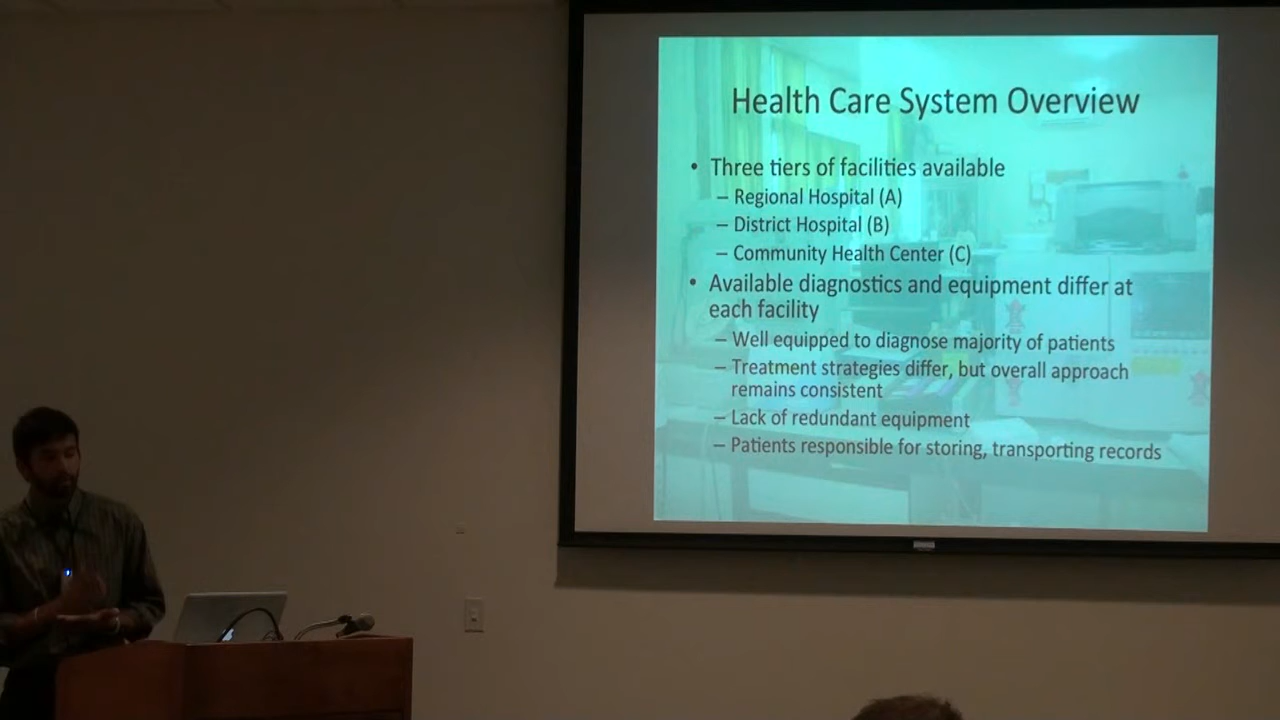 Health Care System Overview
• Three tiers of facilities available
– Regional Hospital (A)
– District Hospital (B)
– Community Health Center (C)
• Available diagnostics and equipment differ at
each facility
– Well equipped to diagnose majority of patients
– Treatment strategies differ, but overall approach
remains consistent
– Lack of redundant equipment
– Patients responsible for storing, transporting records